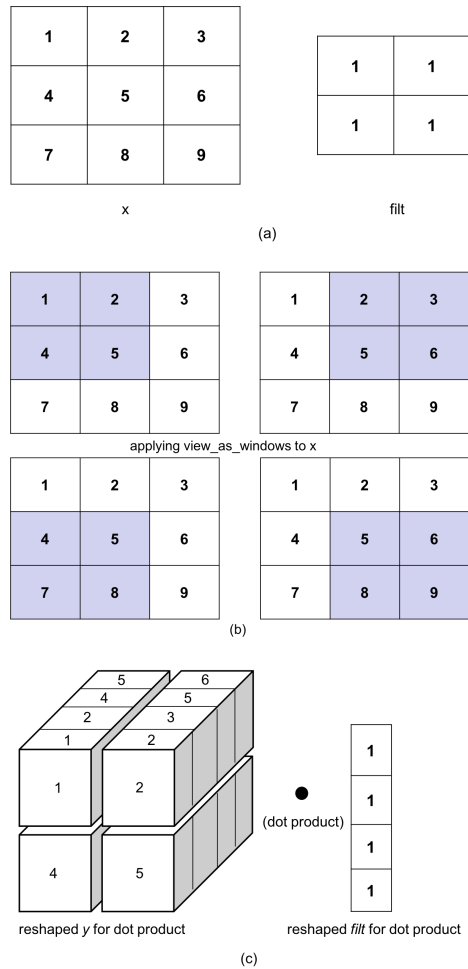 1 2 3
1 1
4 5 6
1 1
7 8 9
x filt
(a)
1 2 3 1 2 3
4 5 6 4 5 6
7 8 9 7 8 9
applying view_as_windows to x
1 2 3 1 2 3
4 5 6 4 5 6
7 8 9 7 8 9
(b)
5 6
4 5
2 3
1 2
1 2
4 5
(dot product)
1
1
1
1
reshaped y for dot product reshaped filt for dot product
(c)